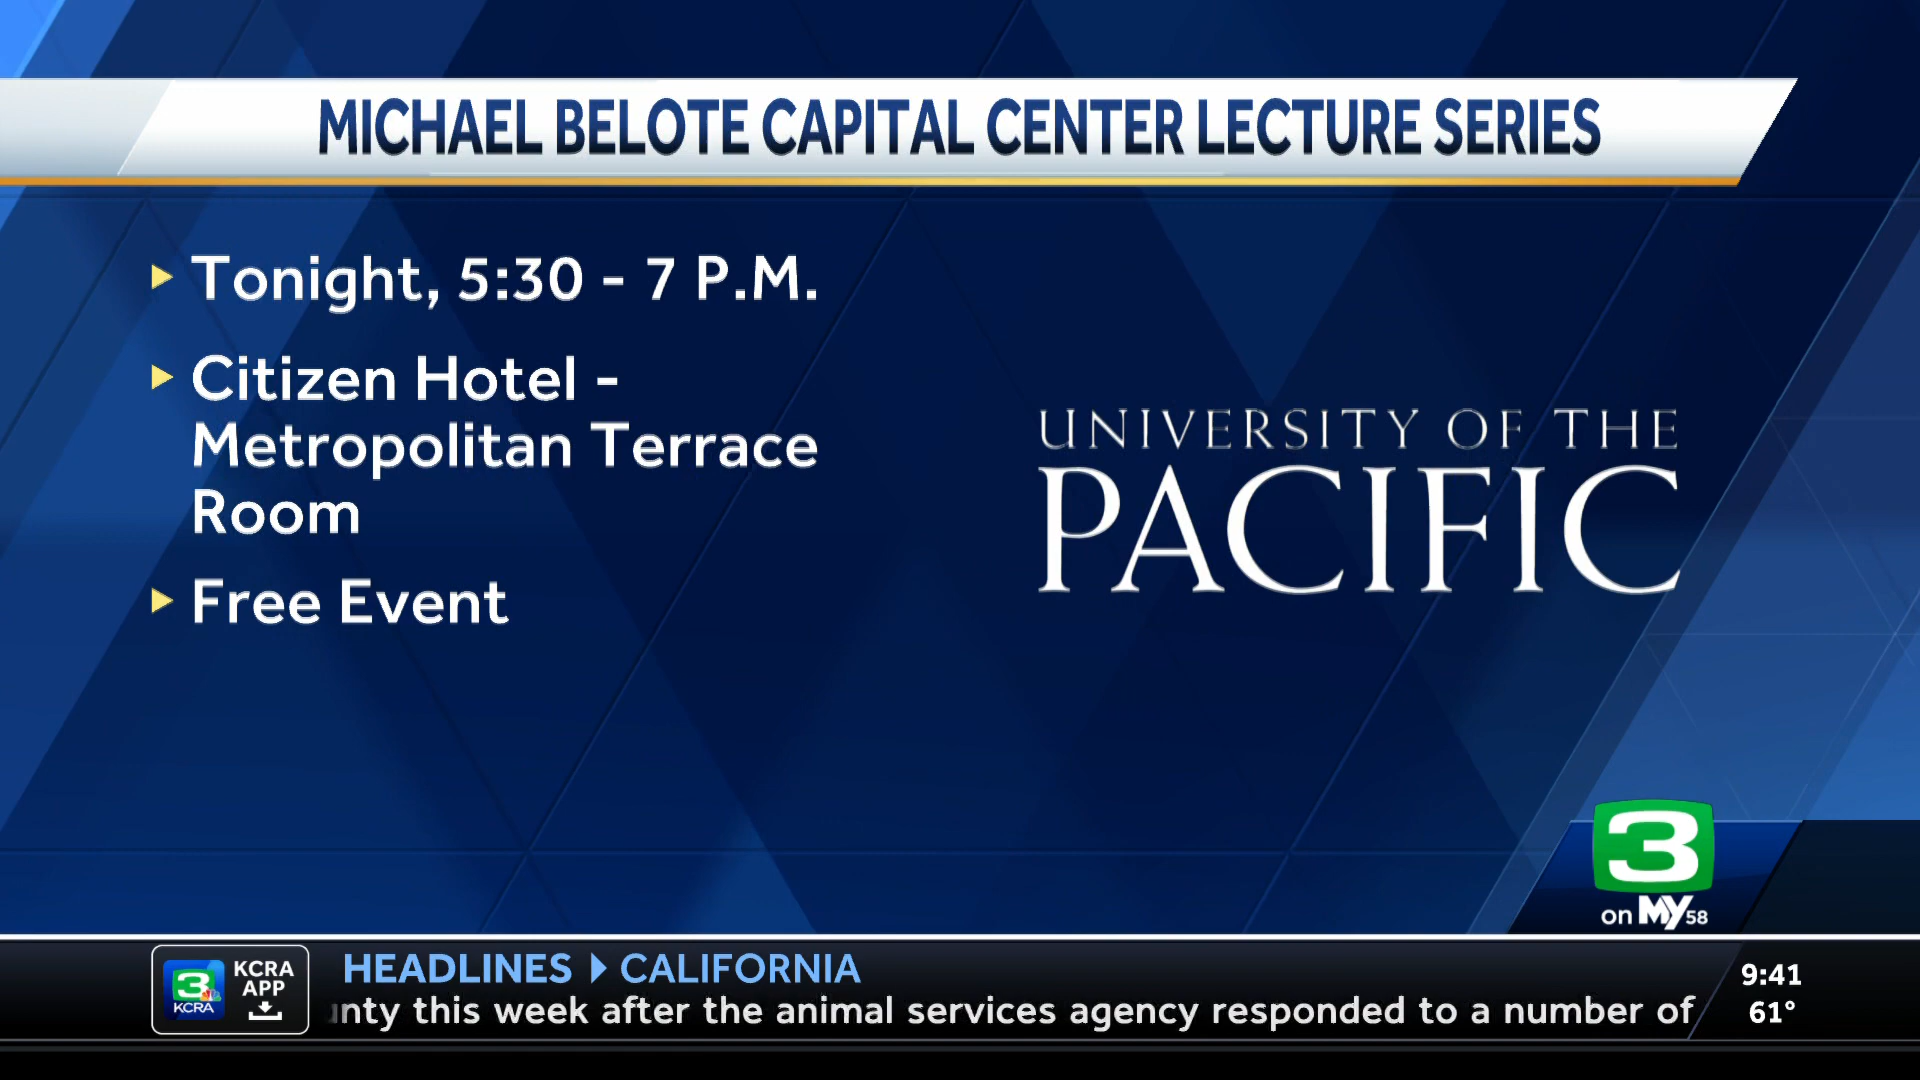 MICHAEL BELOTE CAPITAL CENTER LECTURE SERIES
Tonight, 5:30 - 7 P.M.
Citizen Hotel -
Metropolitan Terrace
Room
Free Event
UNIVERSITY OF THE
PACIFIC
3
on MY58
3
KCRA
KCRA
APP
HEADLINES CALIFORNIA
nty this week after the animal services agency responded to a number of
9:41
61°